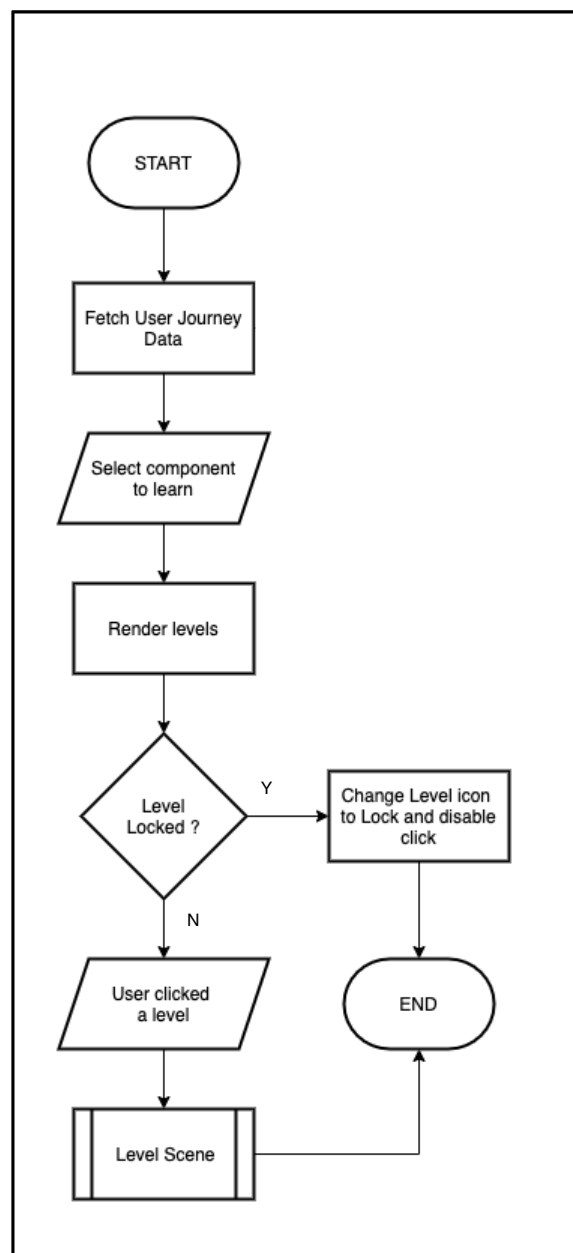 START
Fetch User Journey
Data
Select component
to learn
Render levels
Level
Locked ?
Y
Change Level icon
to Lock and disable
click
N
User clicked
a level
END
Level Scene